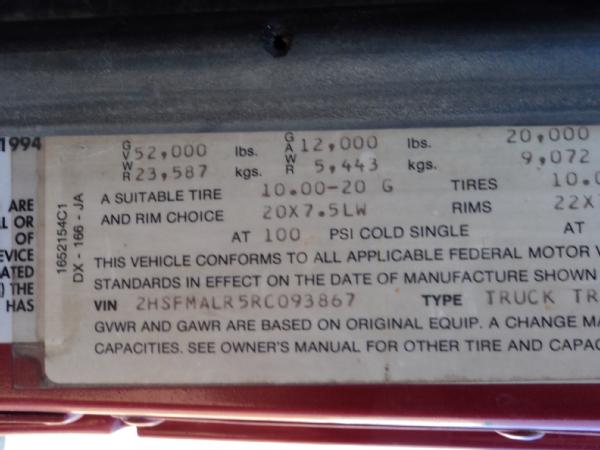 1994
GVWR 52,000 lbs. GAWR 12,000 20,000
23,587 kgs. 5,443 kgs. 9,072
A SUITABLE TIRE 10.00-20 G TIRES 10.0
AND RIM CHOICE 20X7.5LW RIMS 22X
AT 100 PSI COLD SINGLE AT
THIS VEHICLE CONFORMS TO ALL APPLICABLE FEDERAL MOTOR V
STANDARDS IN EFFECT ON THE DATE OF MANUFACTURE SHOWN
VIN 2HSFMALR5RC093867 TYPE TRUCK TR
GVWR AND GAWR ARE BASED ON ORIGINAL EQUIP. A CHANGE MA
CAPACITIES. SEE OWNER'S MANUAL FOR OTHER TIRE AND CAPAC
1652154C1
DX - 166 - JA
ARE
L OR
OF
EVICE
ATED
) THE
HAS